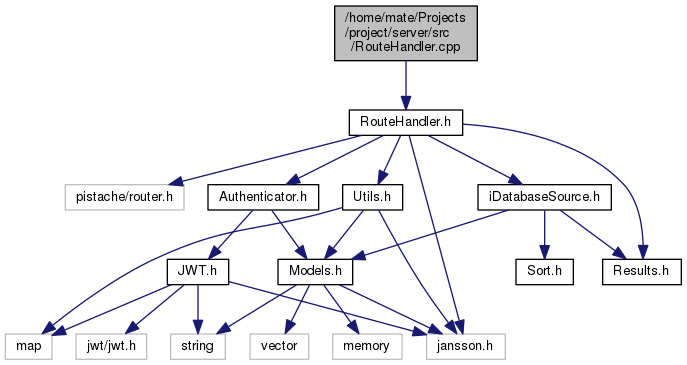 /home/mate/Projects
/project/server/src
/RouteHandler.cpp
RouteHandler.h
pistache/router.h
Authenticator.h
Utils.h
iDatabaseSource.h
JWT.h
Models.h
Sort.h
Results.h
map
jwt/jwt.h
string
vector
memory
jansson.h